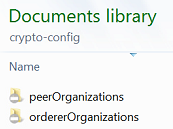 Documents library
crypto-config
Name
peerOrganizations
ordererOrganizations